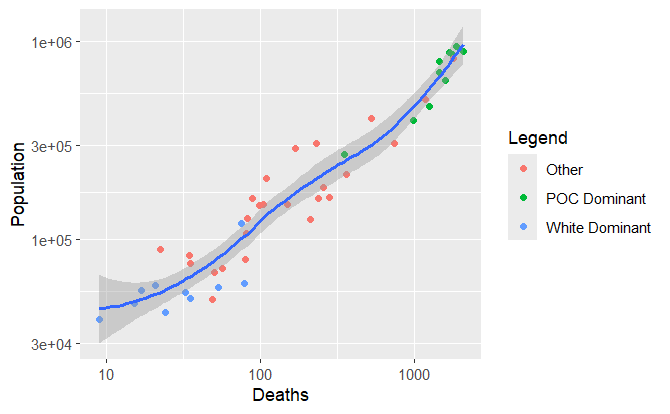 1e+06
3e+05
1e+05
3e+04
Population
10
100
1000
Deaths
Legend
Other
POC Dominant
White Dominant